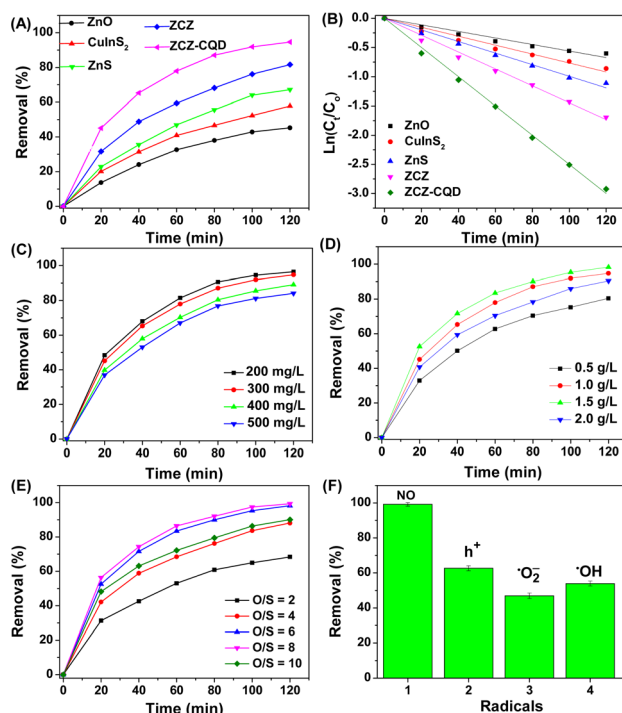 (A)
ZnO
CuInS₂
ZnS
ZCZ
ZCZ-CQD
Removal (%)
100
80
60
40
20
0
0 20 40 60 80 100 120
Time (min)
(B)
Ln(Cₜ/Cₒ)
0.0
-0.5
-1.0
-1.5
-2.0
-2.5
-3.0
ZnO
CuInS₂
ZnS
ZCZ
ZCZ-CQD
0 20 40 60 80 100 120
Time (min)
(C)
Removal (%)
100
80
60
40
20
0
200 mg/L
300 mg/L
400 mg/L
500 mg/L
0 20 40 60 80 100 120
Time (min)
(D)
Removal (%)
100
80
60
40
20
0
0.5 g/L
1.0 g/L
1.5 g/L
2.0 g/L
0 20 40 60 80 100 120
Time (min)
(E)
Removal (%)
100
80
60
40
20
0
O/S = 2
O/S = 4
O/S = 6
O/S = 8
O/S = 10
0 20 40 60 80 100 120
Time (min)
(F)
Removal (%)
100
80
60
40
20
0
NO
h⁺
•O₂⁻
•OH
1 2 3 4
Radicals